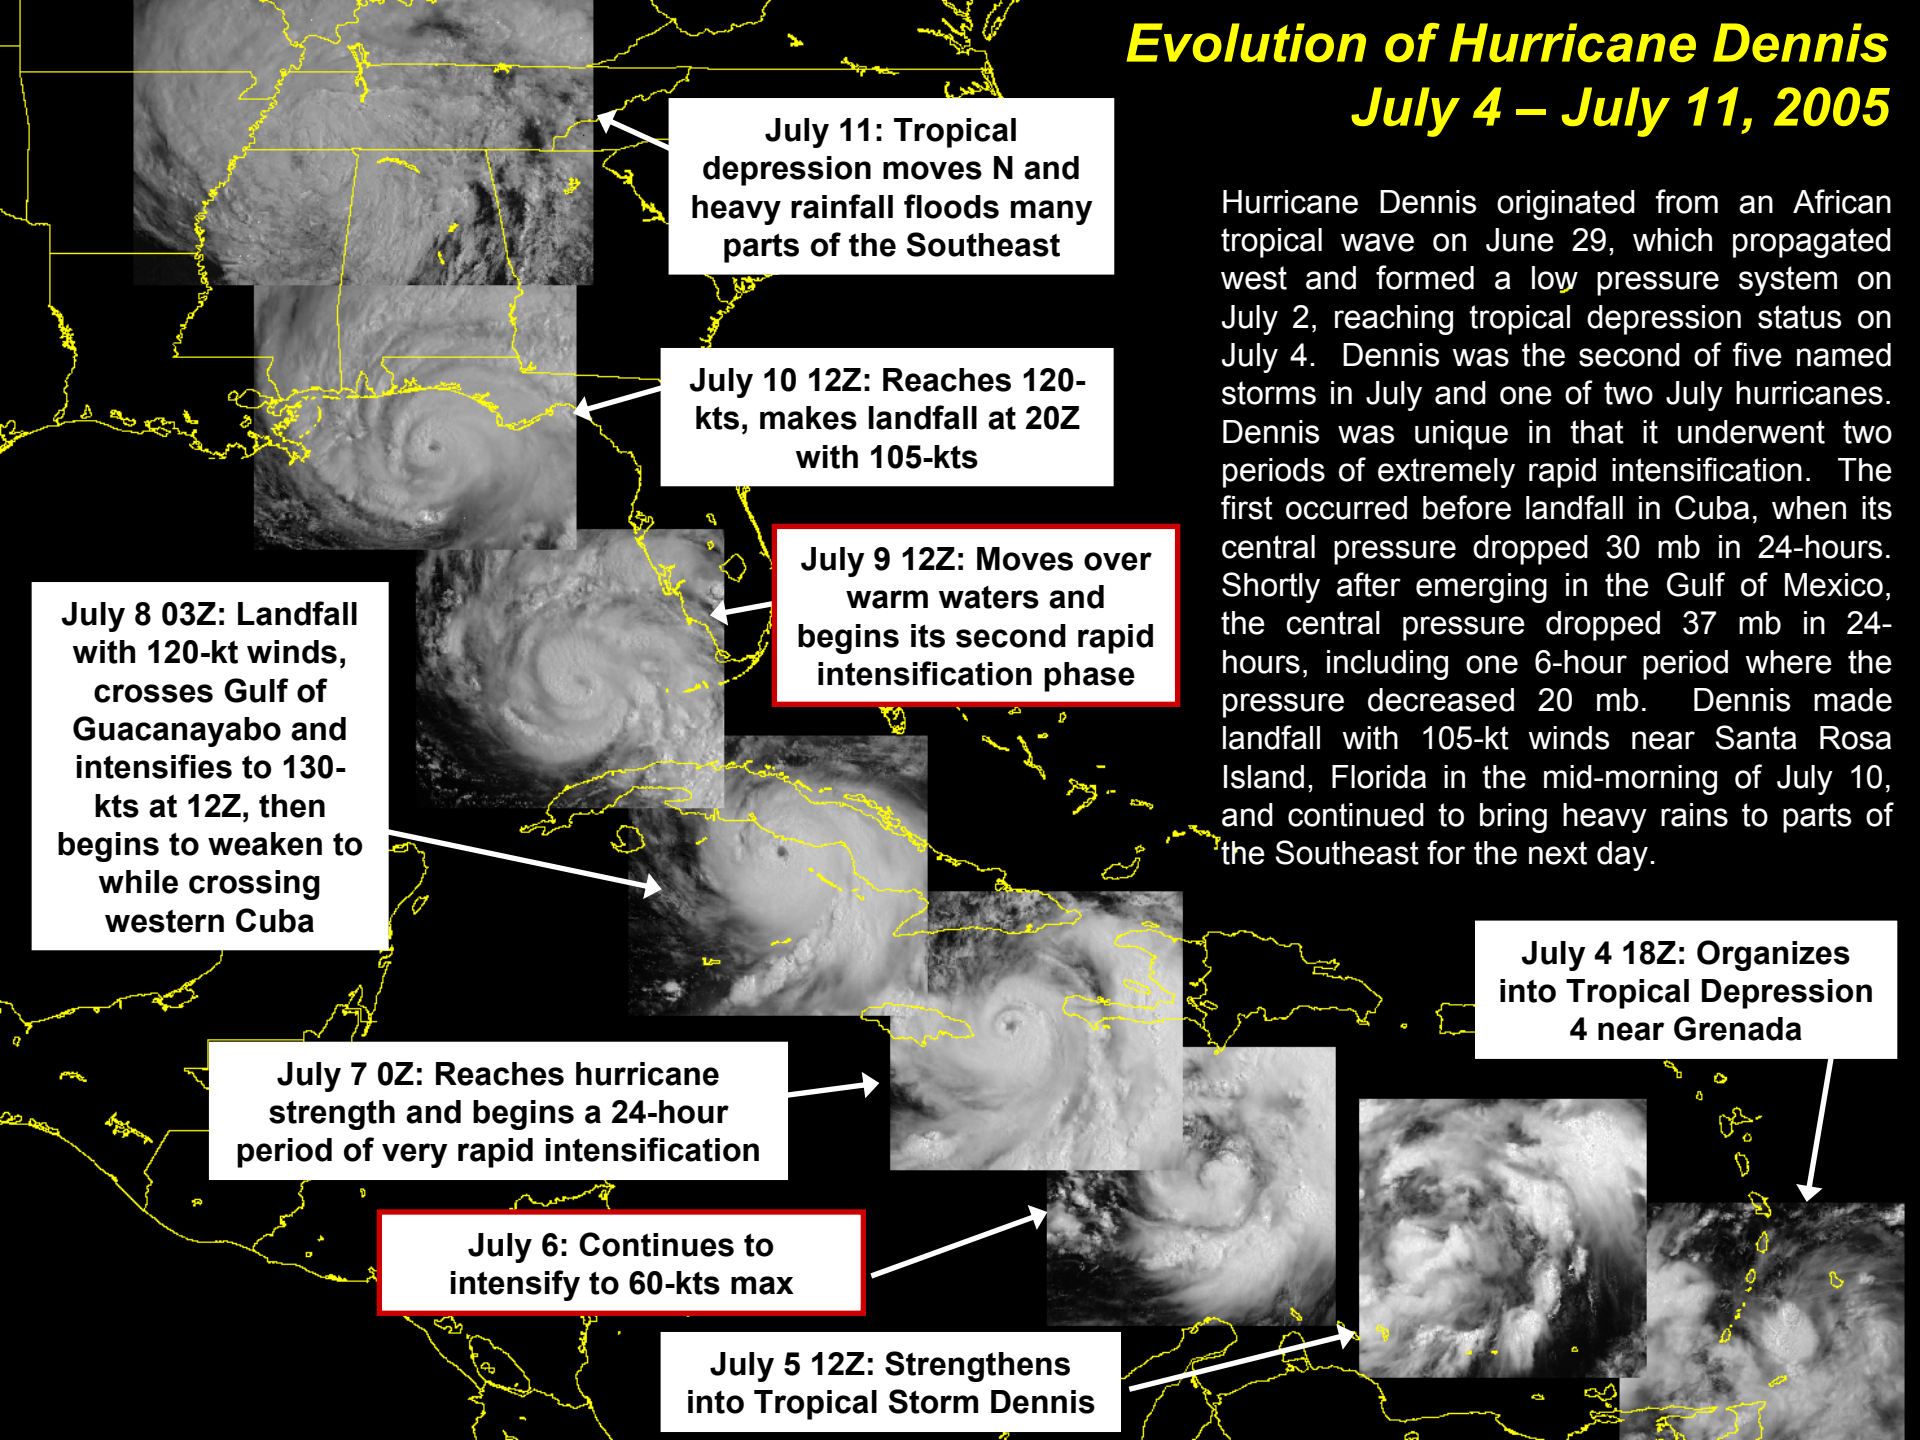 Evolution of Hurricane Dennis
July 4 – July 11, 2005
Hurricane Dennis originated from an African
tropical wave on June 29, which propagated
west and formed a low pressure system on
July 2, reaching tropical depression status on
July 4. Dennis was the second of five named
storms in July and one of two July hurricanes.
Dennis was unique in that it underwent two
periods of extremely rapid intensification. The
first occurred before landfall in Cuba, when its
central pressure dropped 30 mb in 24-hours.
Shortly after emerging in the Gulf of Mexico,
the central pressure dropped 37 mb in 24-
hours, including one 6-hour period where the
pressure decreased 20 mb. Dennis made
landfall with 105-kt winds near Santa Rosa
Island, Florida in the mid-morning of July 10,
and continued to bring heavy rains to parts of
the Southeast for the next day.
July 11: Tropical
depression moves N and
heavy rainfall floods many
parts of the Southeast
July 10 12Z: Reaches 120-
kts, makes landfall at 20Z
with 105-kts
July 9 12Z: Moves over
warm waters and
begins its second rapid
intensification phase
July 8 03Z: Landfall
with 120-kt winds,
crosses Gulf of
Guacanayabo and
intensifies to 130-
kts at 12Z, then
begins to weaken to
while crossing
western Cuba
July 4 18Z: Organizes
into Tropical Depression
4 near Grenada
July 7 0Z: Reaches hurricane
strength and begins a 24-hour
period of very rapid intensification
July 6: Continues to
intensify to 60-kts max
July 5 12Z: Strengthens
into Tropical Storm Dennis